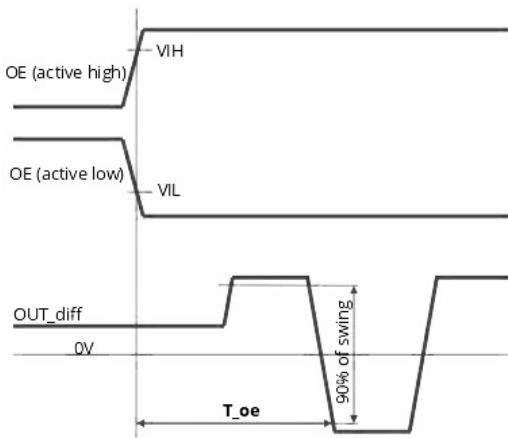 VIH
OE (active high)
OE (active low)
VIL
OUT_diff
0V
90% of swing
T_oe